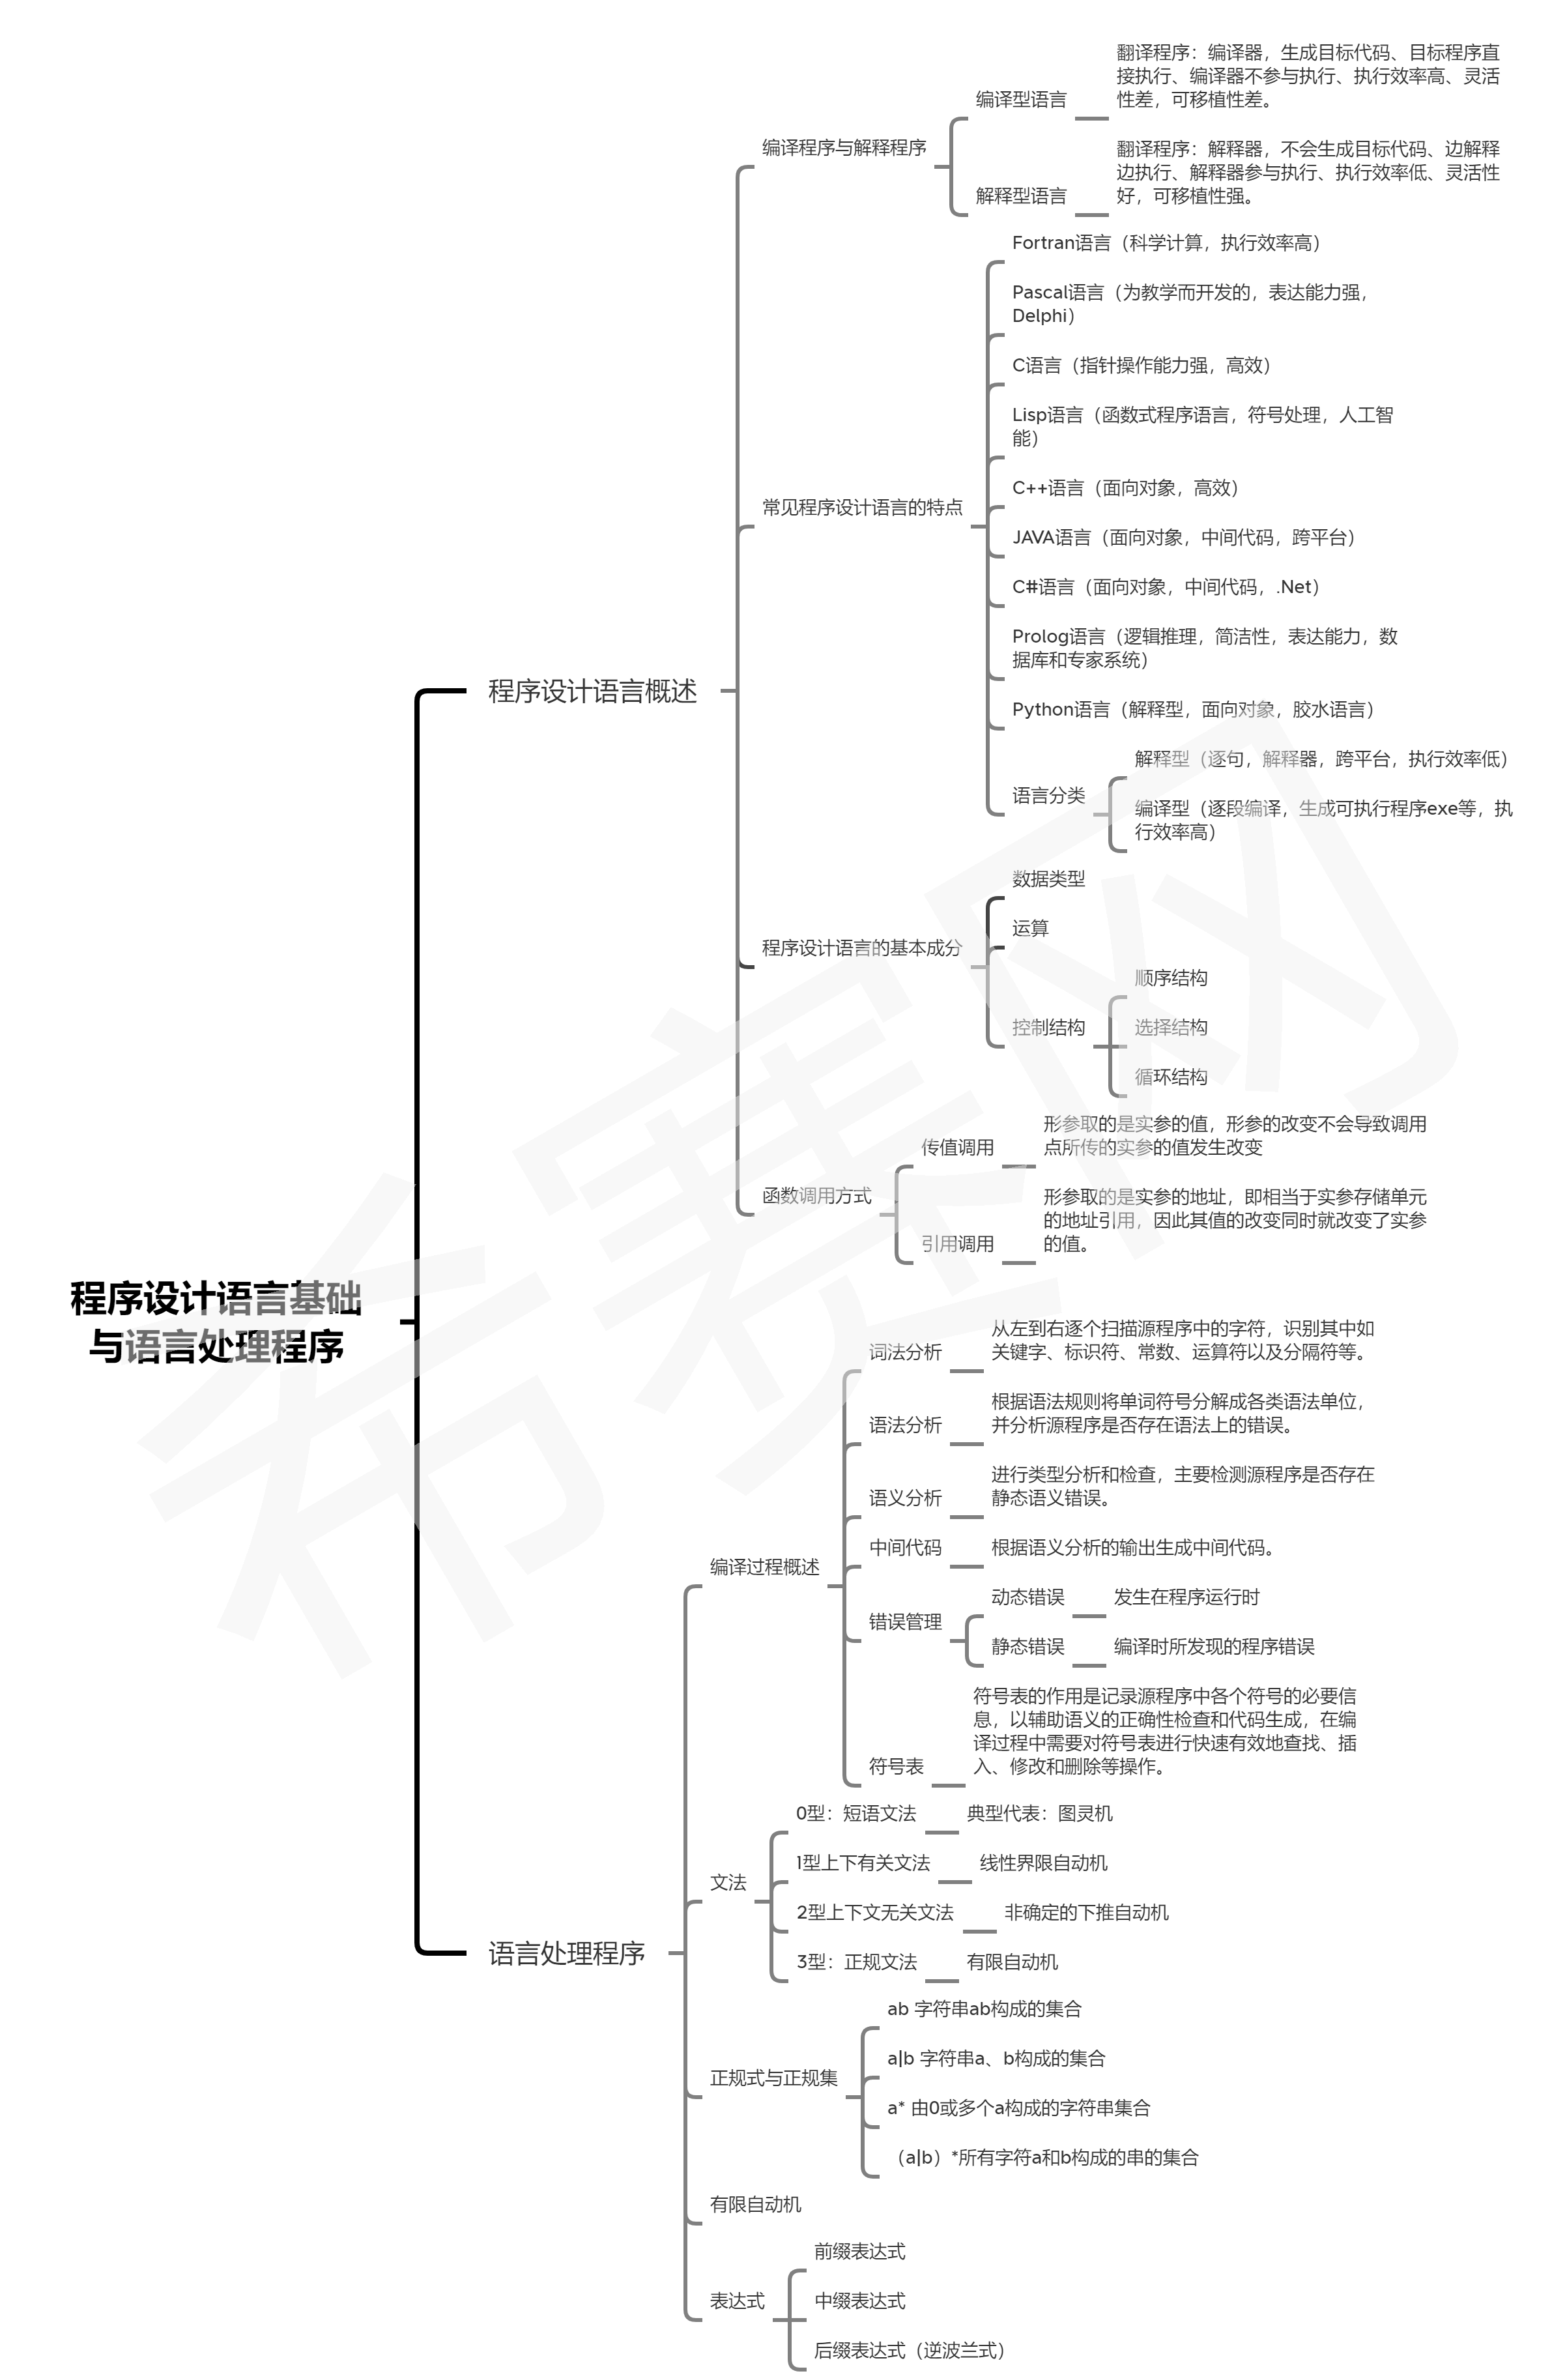 程序设计语言基础
与语言处理程序
程序设计语言概述
编译程序与解释程序
编译型语言
翻译程序：编译器，生成目标代码、目标程序直
接执行、编译器不参与执行、执行效率高、灵活
性差，可移植性差。
解释型语言
翻译程序：解释器，不会生成目标代码、边解释
边执行、解释器参与执行、执行效率低、灵活性
好，可移植性强。
常见程序设计语言的特点
Fortran语言（科学计算，执行效率高）
Pascal语言（为教学而开发的，表达能力强，
Delphi）
C语言（指针操作能力强，高效）
Lisp语言（函数式程序语言，符号处理，人工智
能）
C++语言（面向对象，高效）
JAVA语言（面向对象，中间代码，跨平台）
C#语言（面向对象，中间代码，.Net）
Prolog语言（逻辑推理，简洁性，表达能力，数
据库和专家系统）
Python语言（解释型，面向对象，胶水语言）
语言分类
解释型（逐句，解释器，跨平台，执行效率低）
编译型（逐段编译，生成可执行程序exe等，执
行效率高）
程序设计语言的基本成分
数据类型
运算
控制结构
顺序结构
选择结构
循环结构
函数调用方式
传值调用
形参取的是实参的值，形参的改变不会导致调用
点所传的实参的值发生改变
引用调用
形参取的是实参的地址，即相当于实参存储单元
的地址引用，因此其值的改变同时就改变了实参
的值。
语言处理程序
编译过程概述
词法分析
从左到右逐个扫描源程序中的字符，识别其中如
关键字、标识符、常数、运算符以及分隔符等。
语法分析
根据语法规则将单词符号分解成各类语法单位，
并分析源程序是否存在语法上的错误。
语义分析
进行类型分析和检查，主要检测源程序是否存在
静态语义错误。
中间代码
根据语义分析的输出生成中间代码。
错误管理
动态错误
发生在程序运行时
静态错误
编译时所发现的程序错误
符号表
符号表的作用是记录源程序中各个符号的必要信
息，以辅助语义的正确性检查和代码生成，在编
译过程中需要对符号表进行快速有效地查找、插
入、修改和删除等操作。
文法
0型：短语文法
典型代表：图灵机
1型上下有关文法
线性界限自动机
2型上下文无关文法
非确定的下推自动机
3型：正规文法
有限自动机
正规式与正规集
ab 字符串ab构成的集合
a|b 字符串a、b构成的集合
a* 由0或多个a构成的字符串集合
（a|b）*所有字符a和b构成的串的集合
有限自动机
表达式
前缀表达式
中缀表达式
后缀表达式（逆波兰式）
希赛网